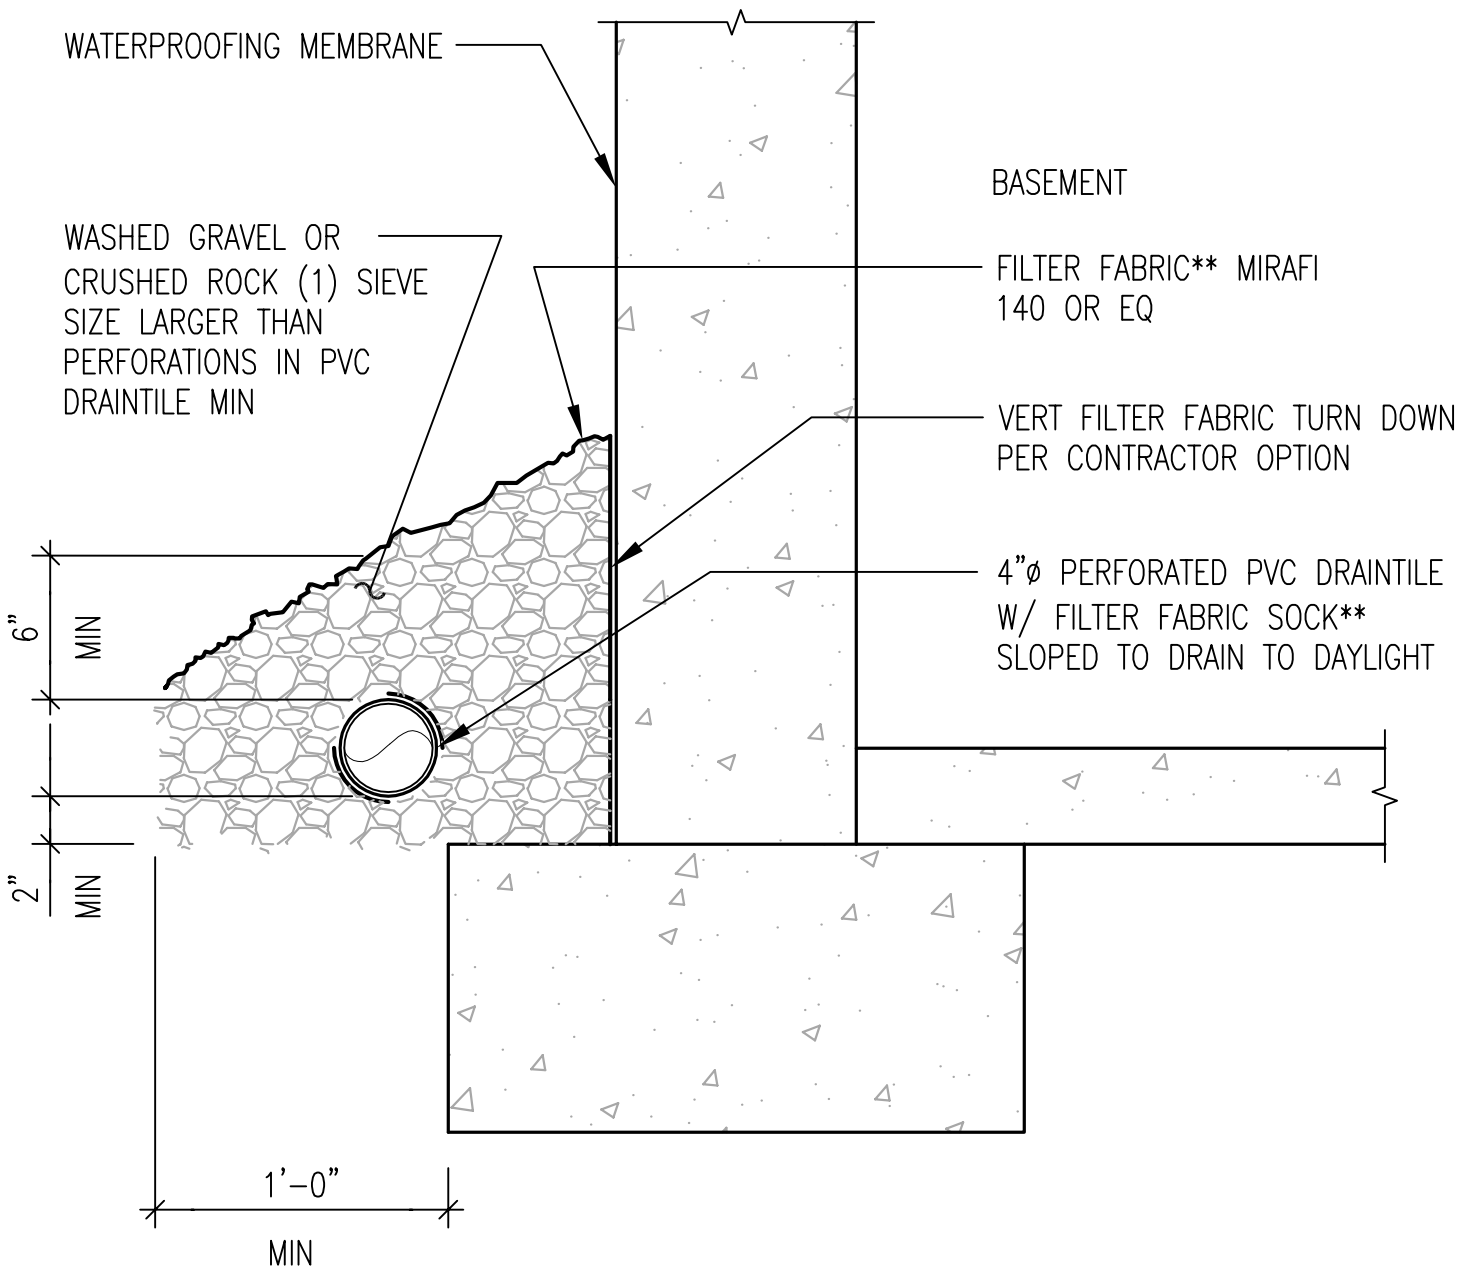 WATERPROOFING MEMBRANE
BASEMENT
WASHED GRAVEL OR
CRUSHED ROCK (1) SIEVE
SIZE LARGER THAN
PERFORATIONS IN PVC
DRAINTILE MIN
FILTER FABRIC** MIRAFI
140 OR EQ
VERT FILTER FABRIC TURN DOWN
PER CONTRACTOR OPTION
4"ø PERFORATED PVC DRAINTILE
W/ FILTER FABRIC SOCK**
SLOPED TO DRAIN TO DAYLIGHT
6"
MIN
2"
MIN
1'-0"
MIN